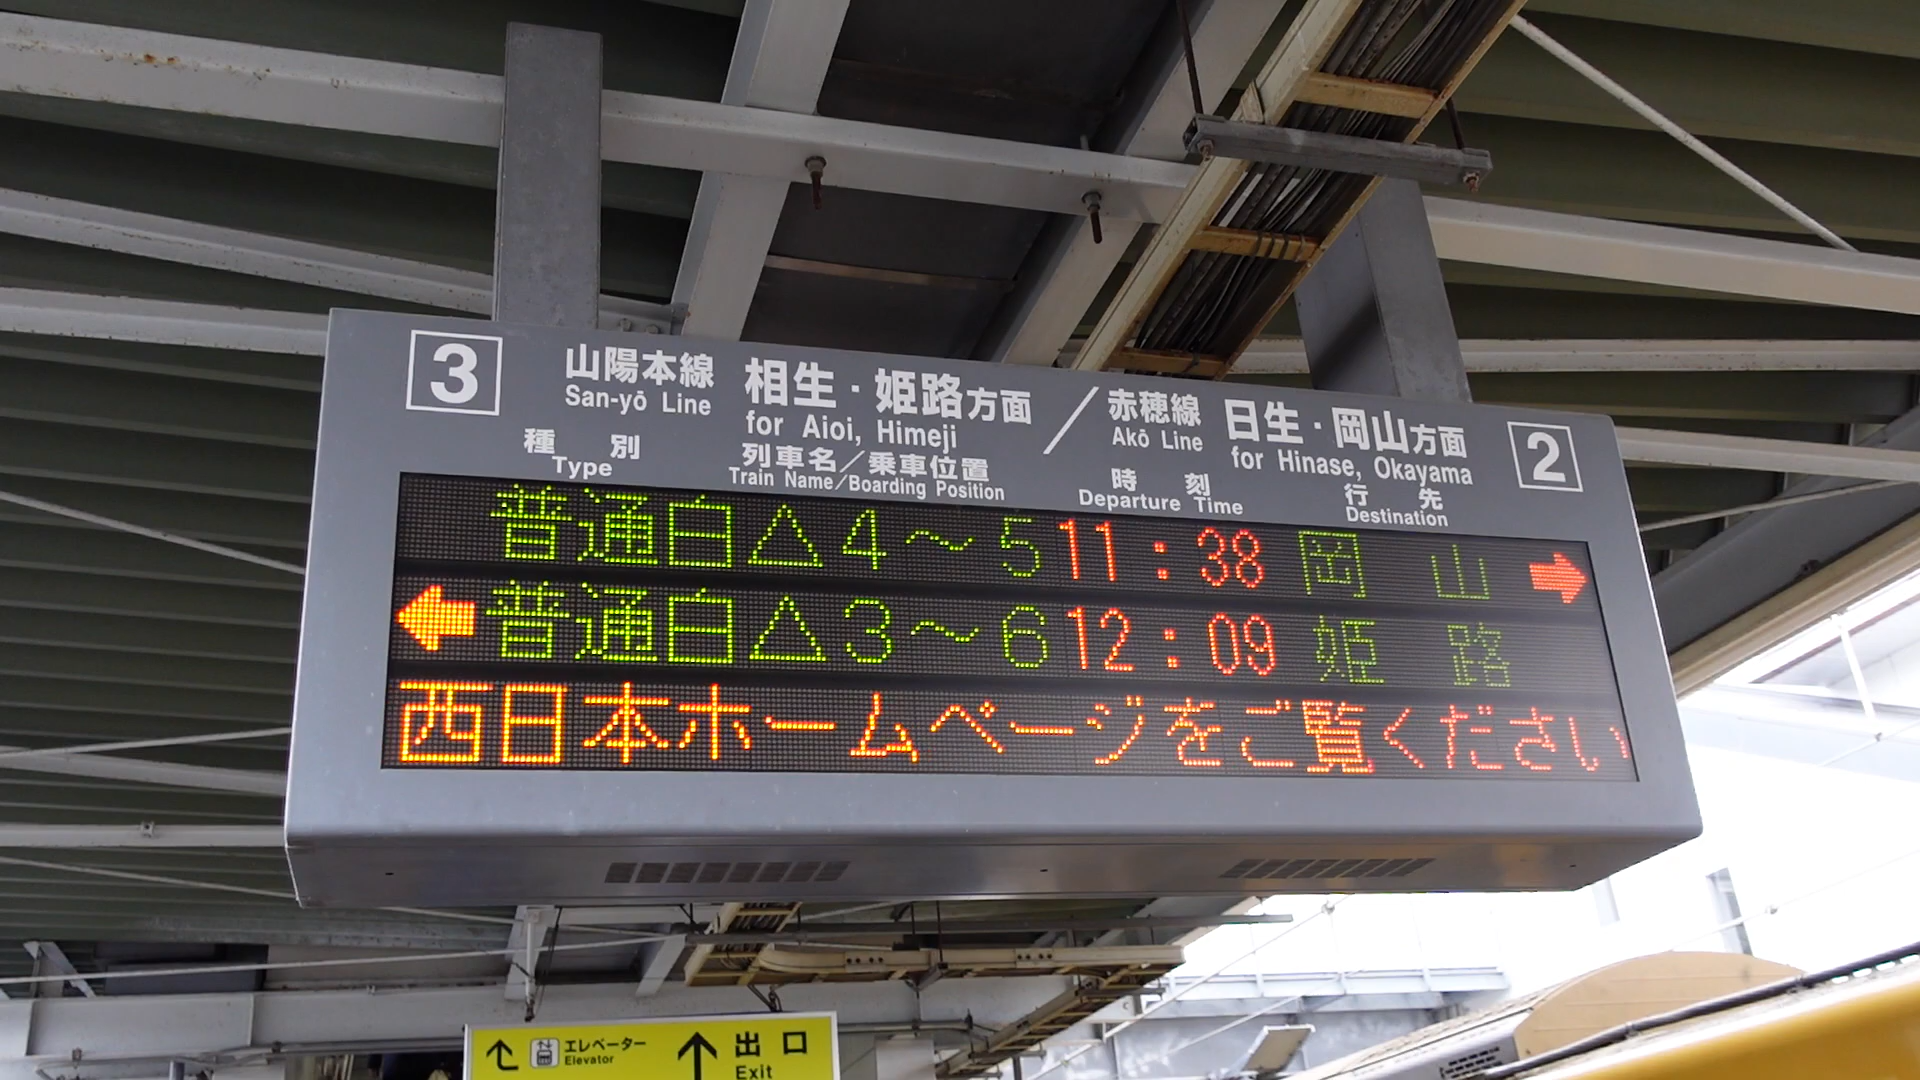 3 山陽本線 相生・姫路方面 / 赤穂線 日生・岡山方面 2
San-yō Line for Aioi, Himeji Akō Line for Hinase, Okayama
種別 列車名/乗車位置 時刻 行先
Type Train Name/Boarding Position Departure Time Destination
普通白△4〜5 11:38 岡山 →
← 普通白△3〜6 12:09 姫路
西日本ホームページをご覧ください
エレベーター 出口
Elevator Exit